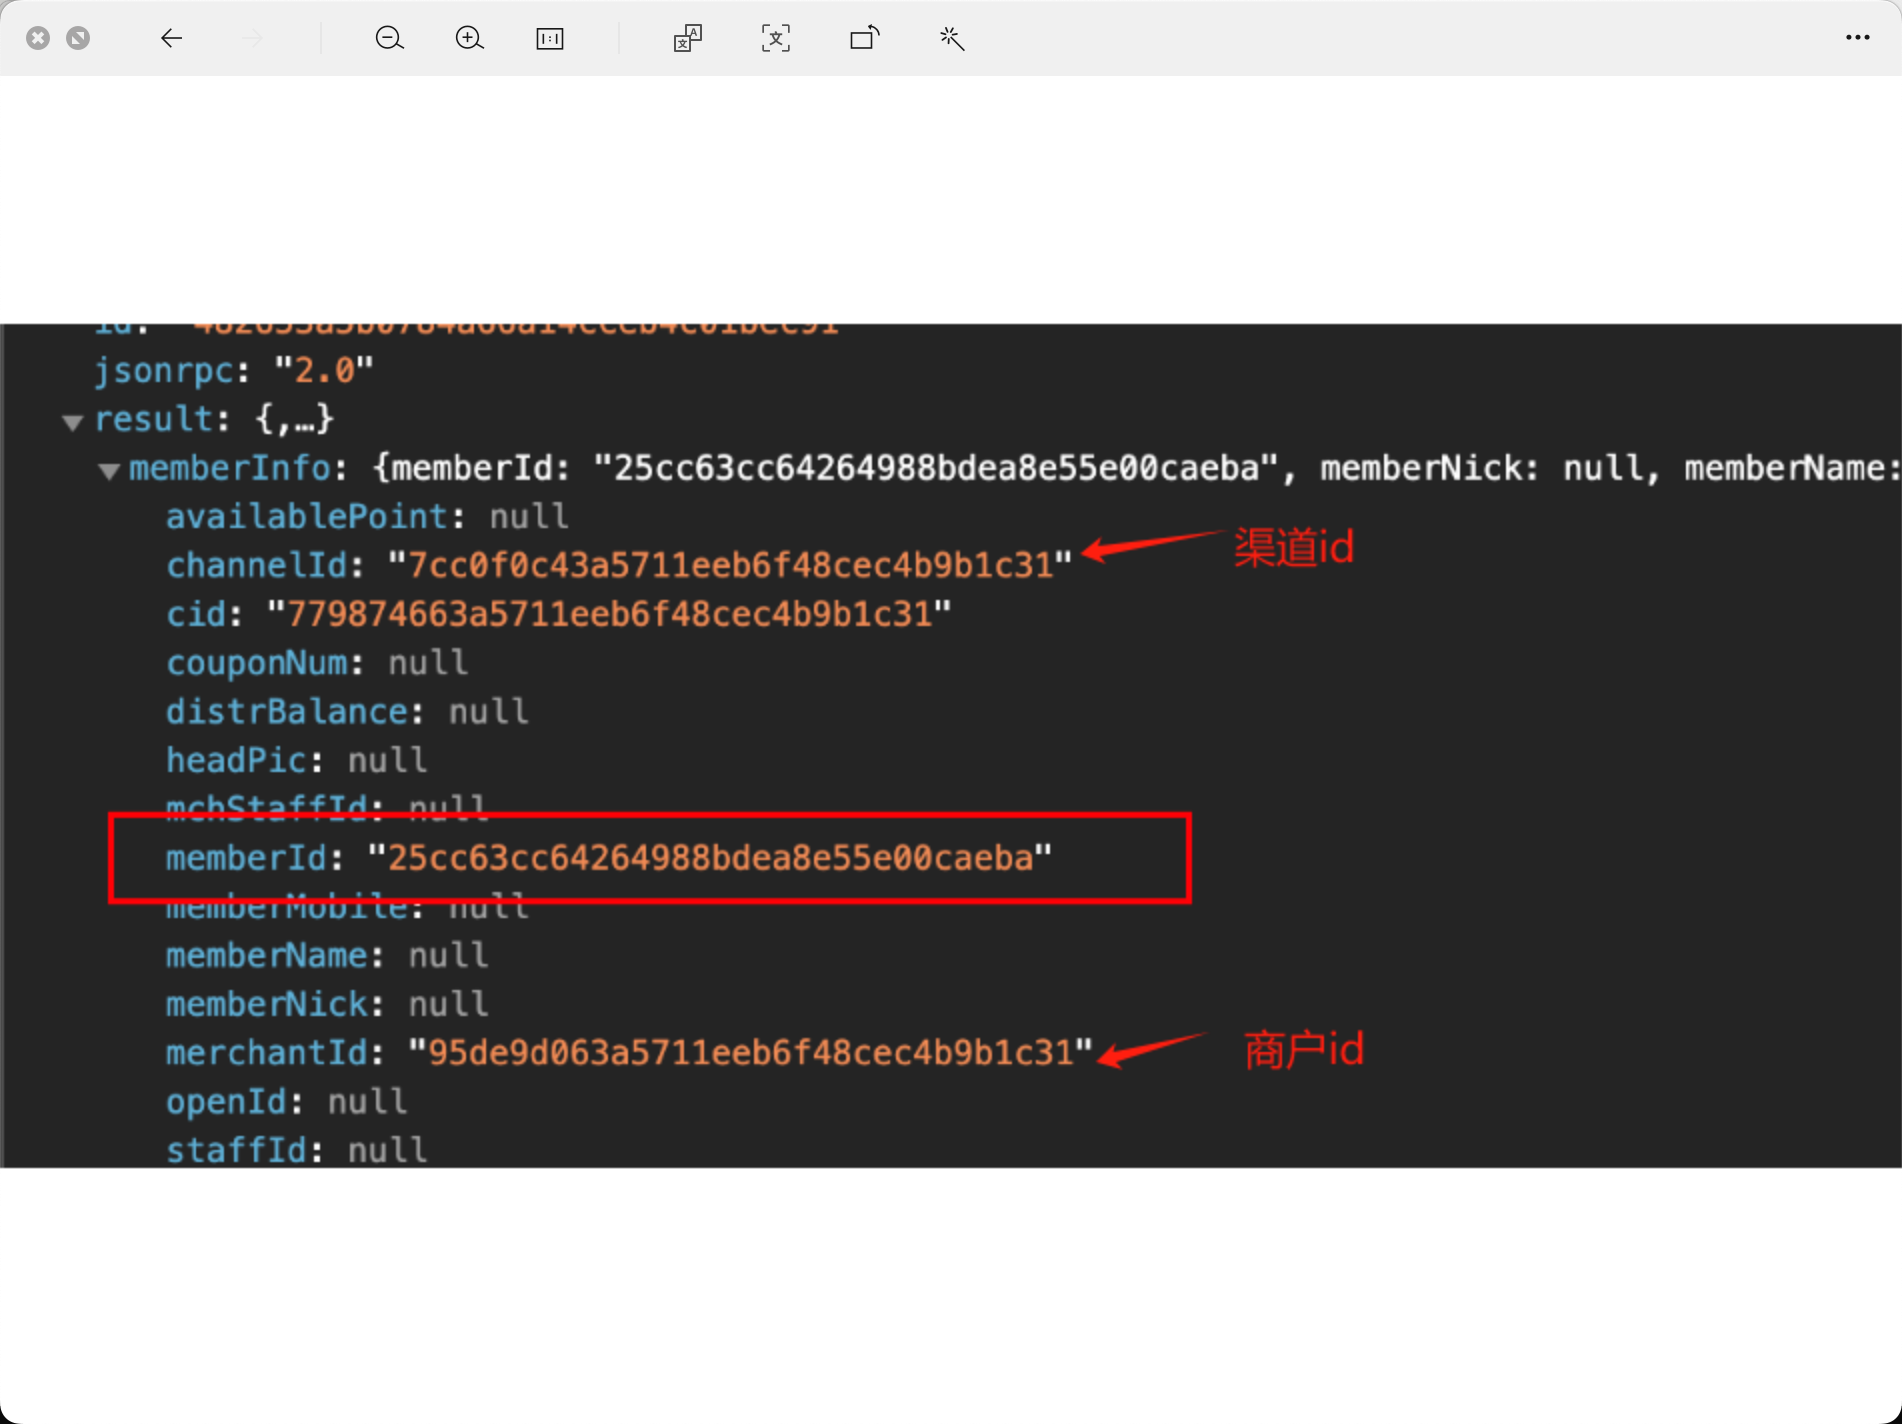 jsonrpc: "2.0"
result: {,…}
memberInfo: {memberId: "25cc63cc64264988bdea8e55e00caeba", memberNick: null, memberName:
availablePoint: null
channelId: "7cc0f0c43a5711eeb6f48cec4b9b1c31" 渠道id
cid: "779874663a5711eeb6f48cec4b9b1c31"
couponNum: null
distrBalance: null
headPic: null
mchStaffId: null
memberId: "25cc63cc64264988bdea8e55e00caeba"
memberMobile: null
memberName: null
memberNick: null
merchantId: "95de9d063a5711eeb6f48cec4b9b1c31" 商户id
openId: null
staffId: null